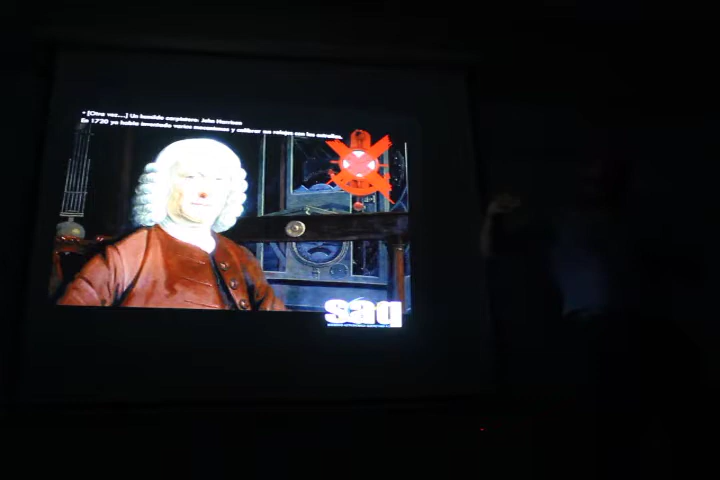 • [Otra vez...] Un humilde carpintero: John Harrison
En 1720 ya había inventado varios mecanismos y calibrar sus relojes con las estrellas.
saq